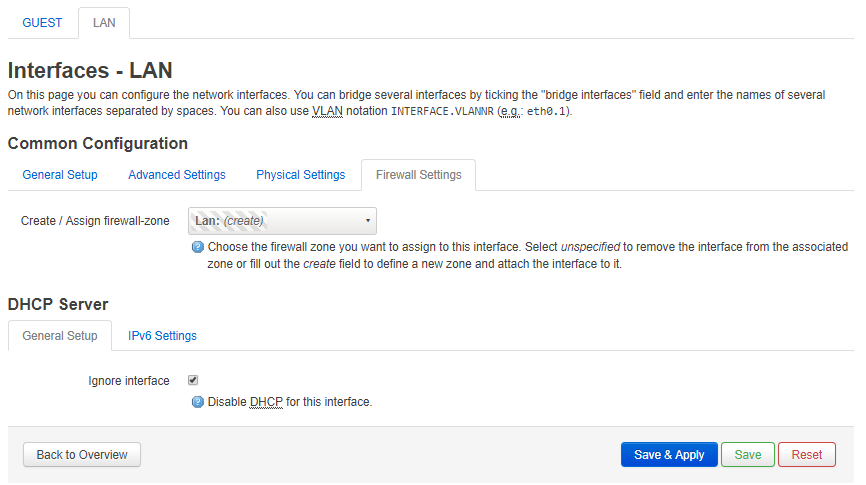 GUEST LAN
Interfaces - LAN
On this page you can configure the network interfaces. You can bridge several interfaces by ticking the "bridge interfaces" field and enter the names of several
network interfaces separated by spaces. You can also use VLAN notation INTERFACE.VLANNR (e.g.: eth0.1).
Common Configuration
General Setup Advanced Settings Physical Settings Firewall Settings
Create / Assign firewall-zone Lan: (create)
Choose the firewall zone you want to assign to this interface. Select unspecified to remove the interface from the associated
zone or fill out the create field to define a new zone and attach the interface to it.
DHCP Server
General Setup IPv6 Settings
Ignore interface
Disable DHCP for this interface.
Back to Overview Save & Apply Save Reset